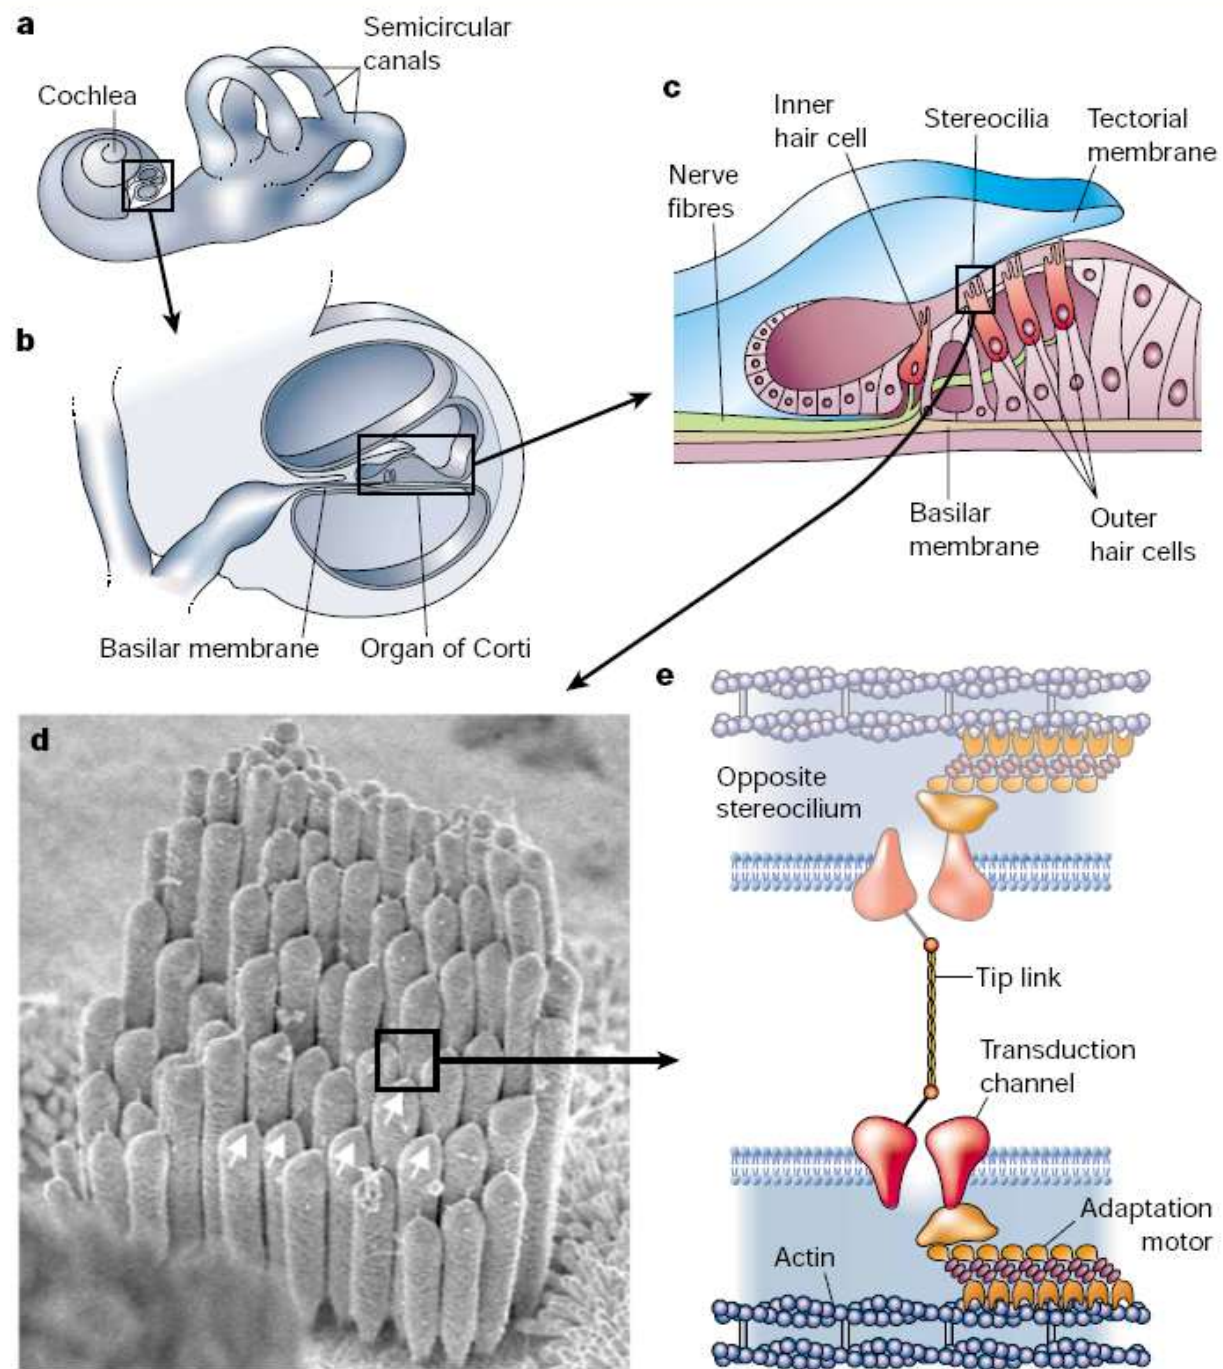 a
Semicircular
canals
Cochlea
b
Basilar membrane
Organ of Corti
c
Inner
hair cell
Stereocilia
Tectorial
membrane
Nerve
fibres
Basilar
membrane
Outer
hair cells
d
e
Opposite
stereocilium
Tip link
Transduction
channel
Adaptation
motor
Actin